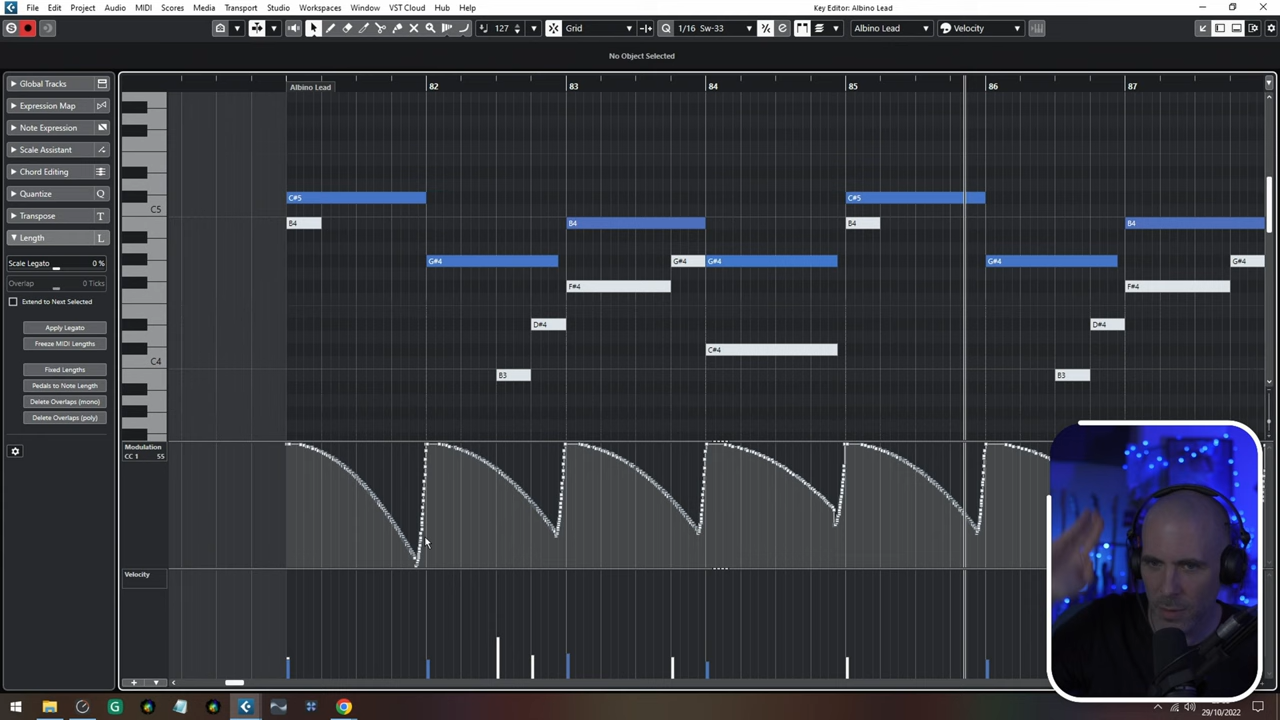 File Edit Project Audio MIDI Scores Media Transport Studio Workspaces Window VST Cloud Hub Help
Key Editor: Albino Lead
127 Grid 1/16 Sw-33 Albino Lead Velocity
No Object Selected
Global Tracks
Expression Map
Note Expression
Scale Assistant
Chord Editing
Quantize Q
Transpose T
Length L
Scale Legato 0 %
Overlap 0 Ticks
Extend to Next Selected
Apply Legato
Freeze MIDI Lengths
Fixed Lengths
Pedals to Note Length
Delete Overlaps (mono)
Delete Overlaps (poly)
Albino Lead 82 83 84 85 86 87
C#5 C#5
C5
B4 B4 B4 B4
G#4 G#4 G#4 G#4 G#4
F#4 F#4
D#4 D#4
C#4
C4
B3 B3
Modulation
CC 1 55
Velocity
29/10/2022